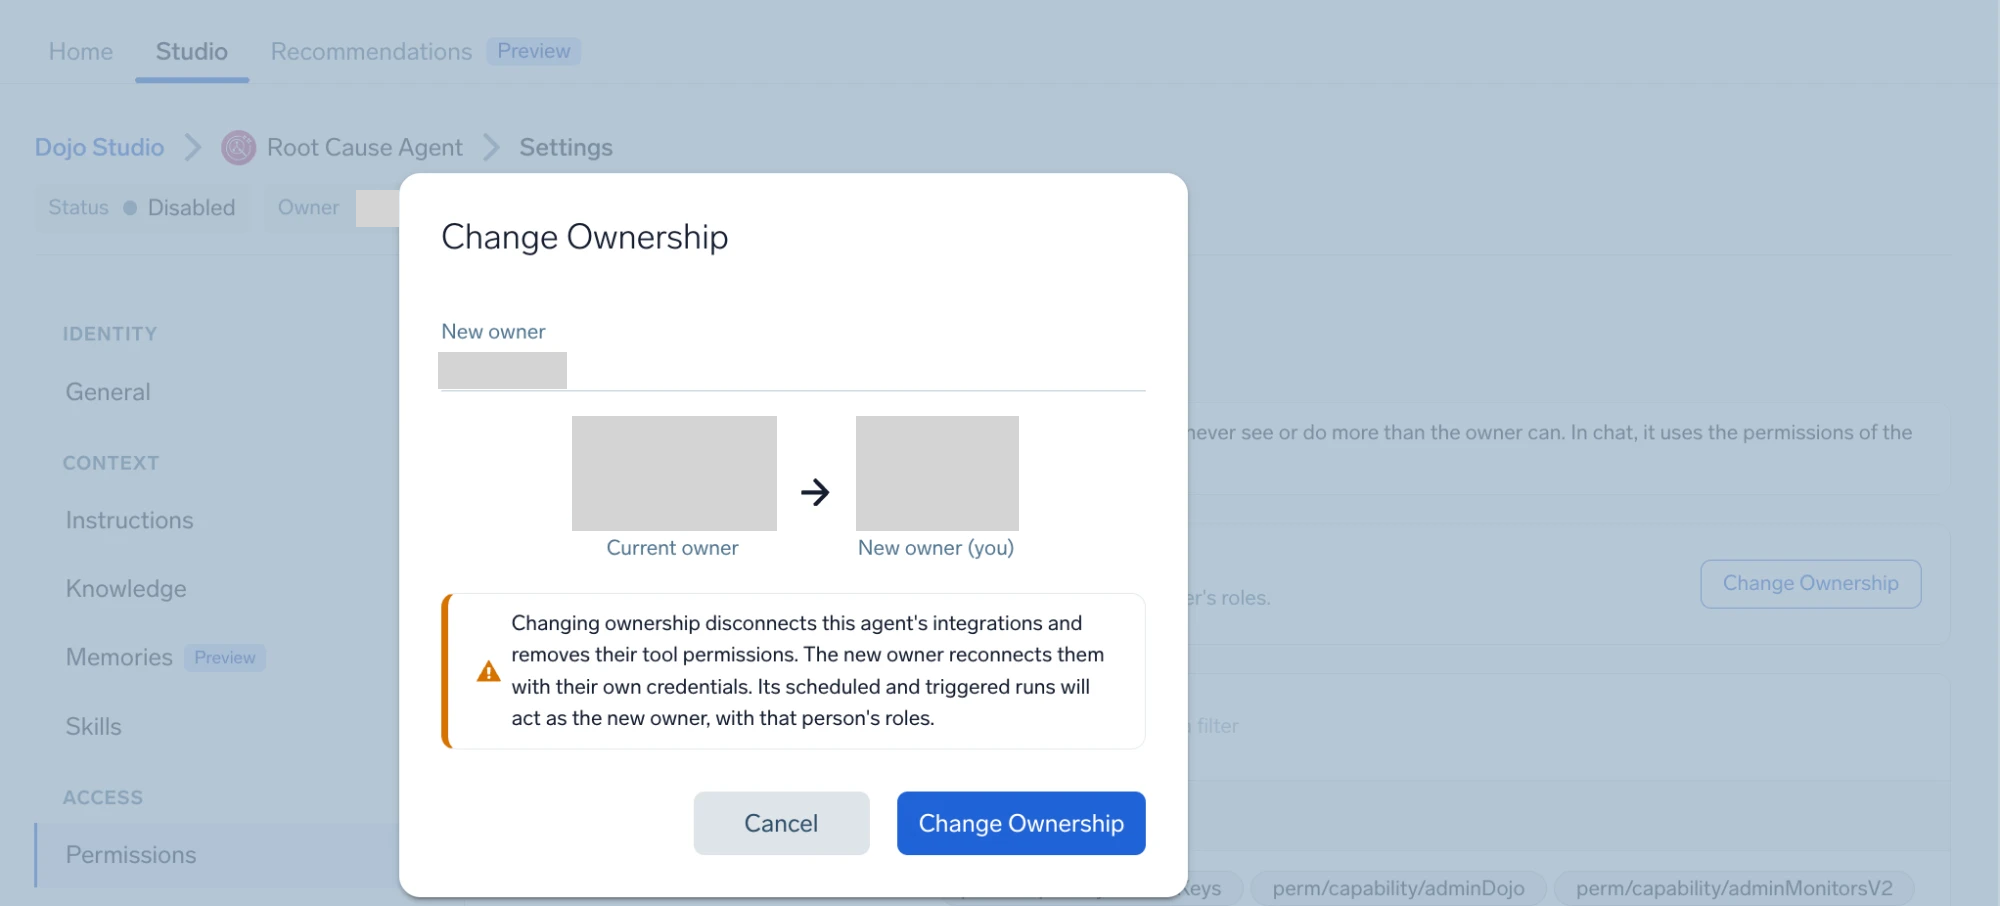 Home Studio Recommendations Preview
Dojo Studio Root Cause Agent Settings
Status Disabled Owner
Change Ownership
New owner
Current owner
New owner (you)
Changing ownership disconnects this agent's integrations and
removes their tool permissions. The new owner reconnects them
with their own credentials. Its scheduled and triggered runs will
act as the new owner, with that person's roles.
Cancel Change Ownership
IDENTITY
General
CONTEXT
Instructions
Knowledge
Memories Preview
Skills
ACCESS
Permissions
never see or do more than the owner can. In chat, it uses the permissions of the
er's roles.
Change Ownership
filter
Keys perm/capability/adminDojo perm/capability/adminMonitorsV2